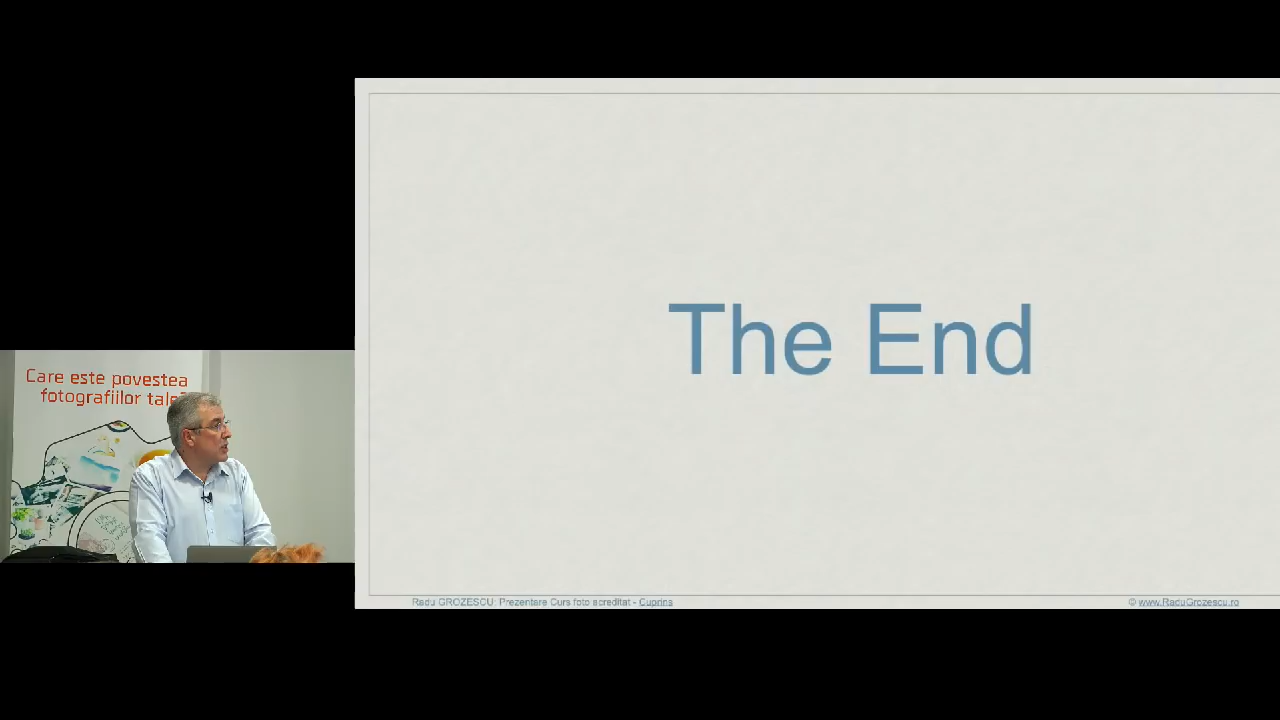 The End
Care este povestea
fotografiilor tale
Radu GROZESCU: Prezentare Curs foto acreditat - Cuprins
© www.RaduGrozescu.ro